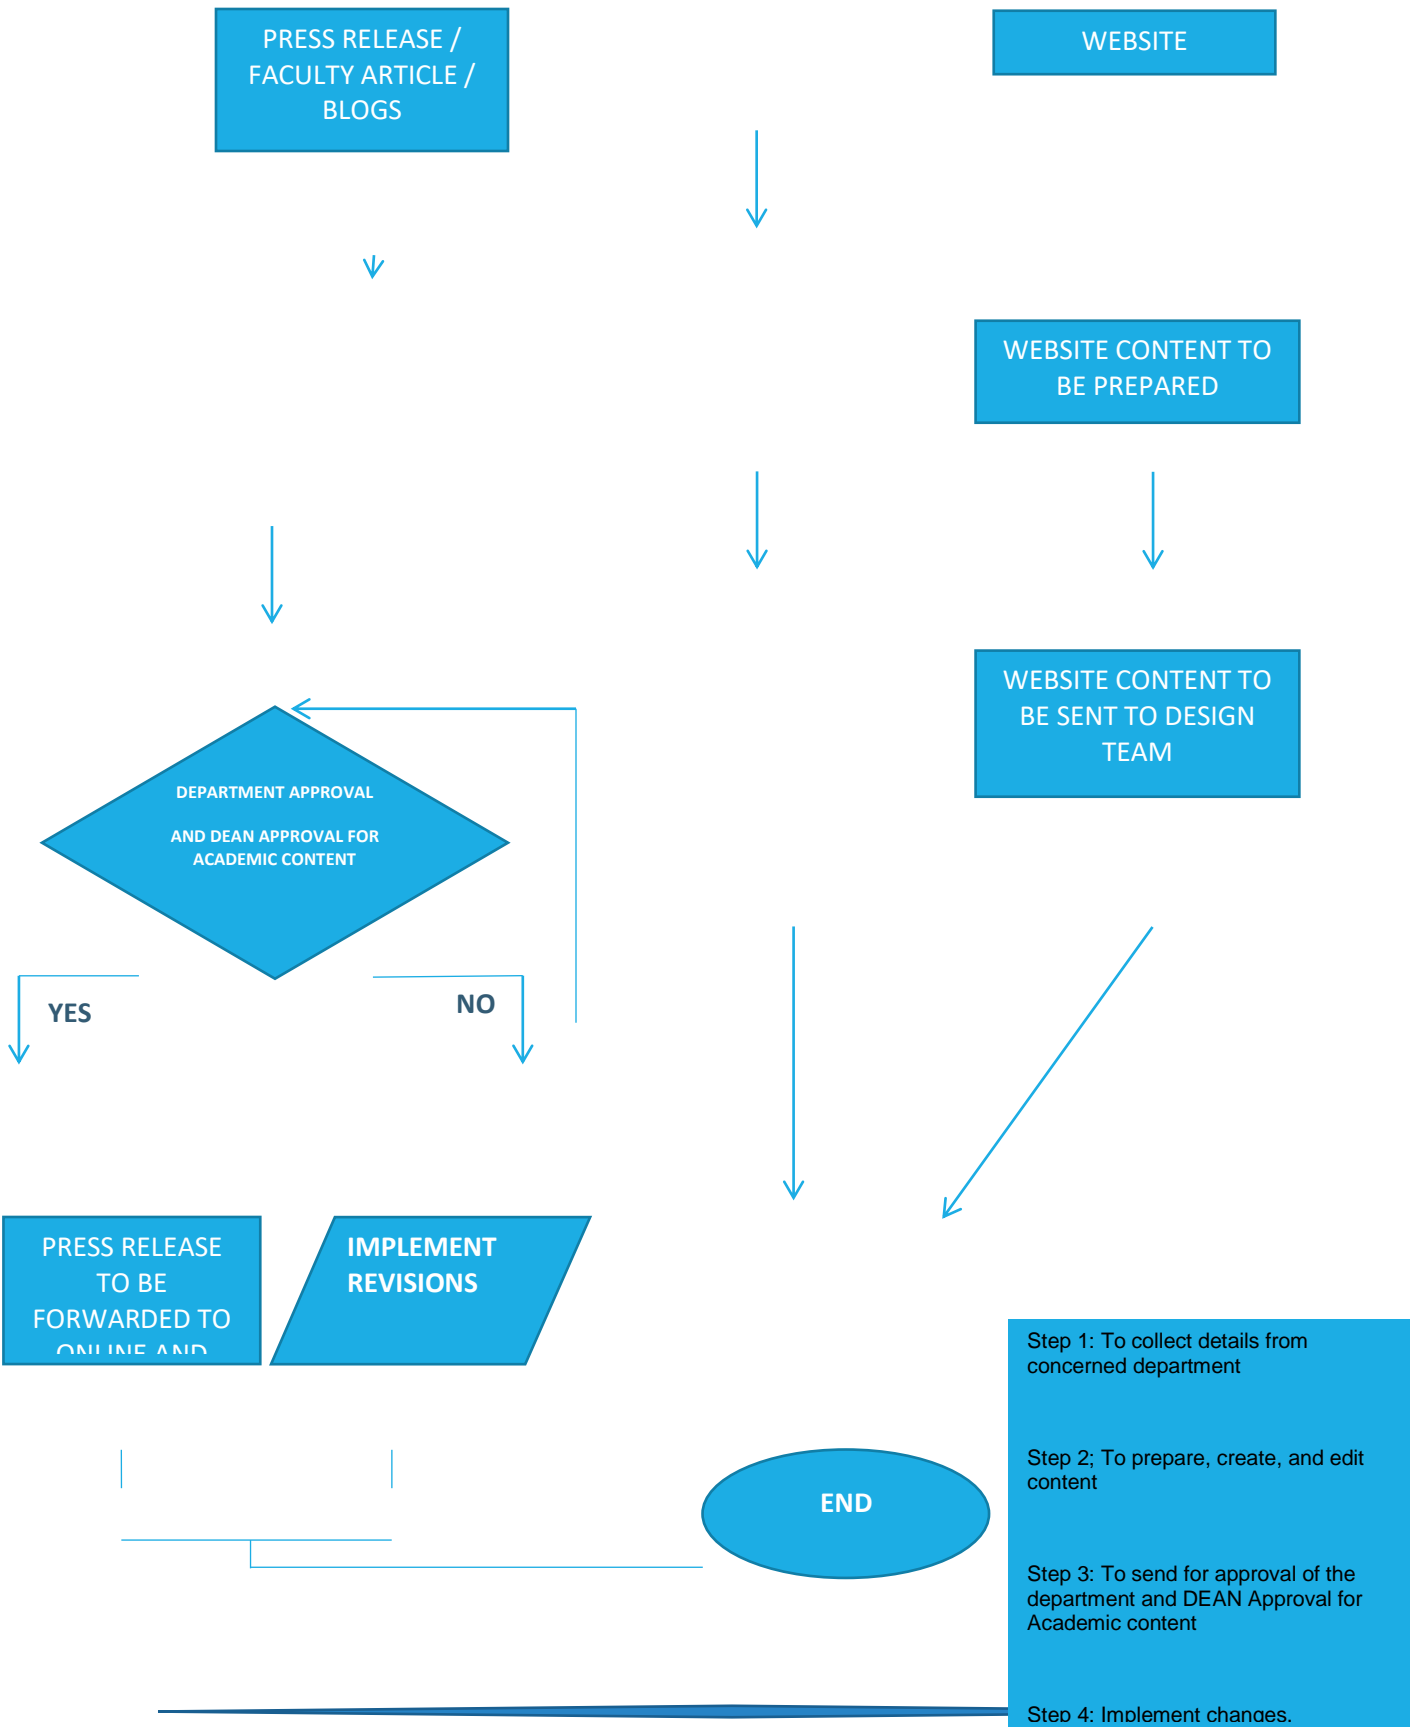 PRESS RELEASE /
FACULTY ARTICLE /
BLOGS
WEBSITE
WEBSITE CONTENT TO
BE PREPARED
WEBSITE CONTENT TO
BE SENT TO DESIGN
TEAM
DEPARTMENT APPROVAL
AND DEAN APPROVAL FOR
ACADEMIC CONTENT
YES
NO
PRESS RELEASE
TO BE
FORWARDED TO
ONLINE AND
IMPLEMENT
REVISIONS
END
Step 1: To collect details from
concerned department
Step 2; To prepare, create, and edit
content
Step 3: To send for approval of the
department and DEAN Approval for
Academic content
Step 4: Implement changes.